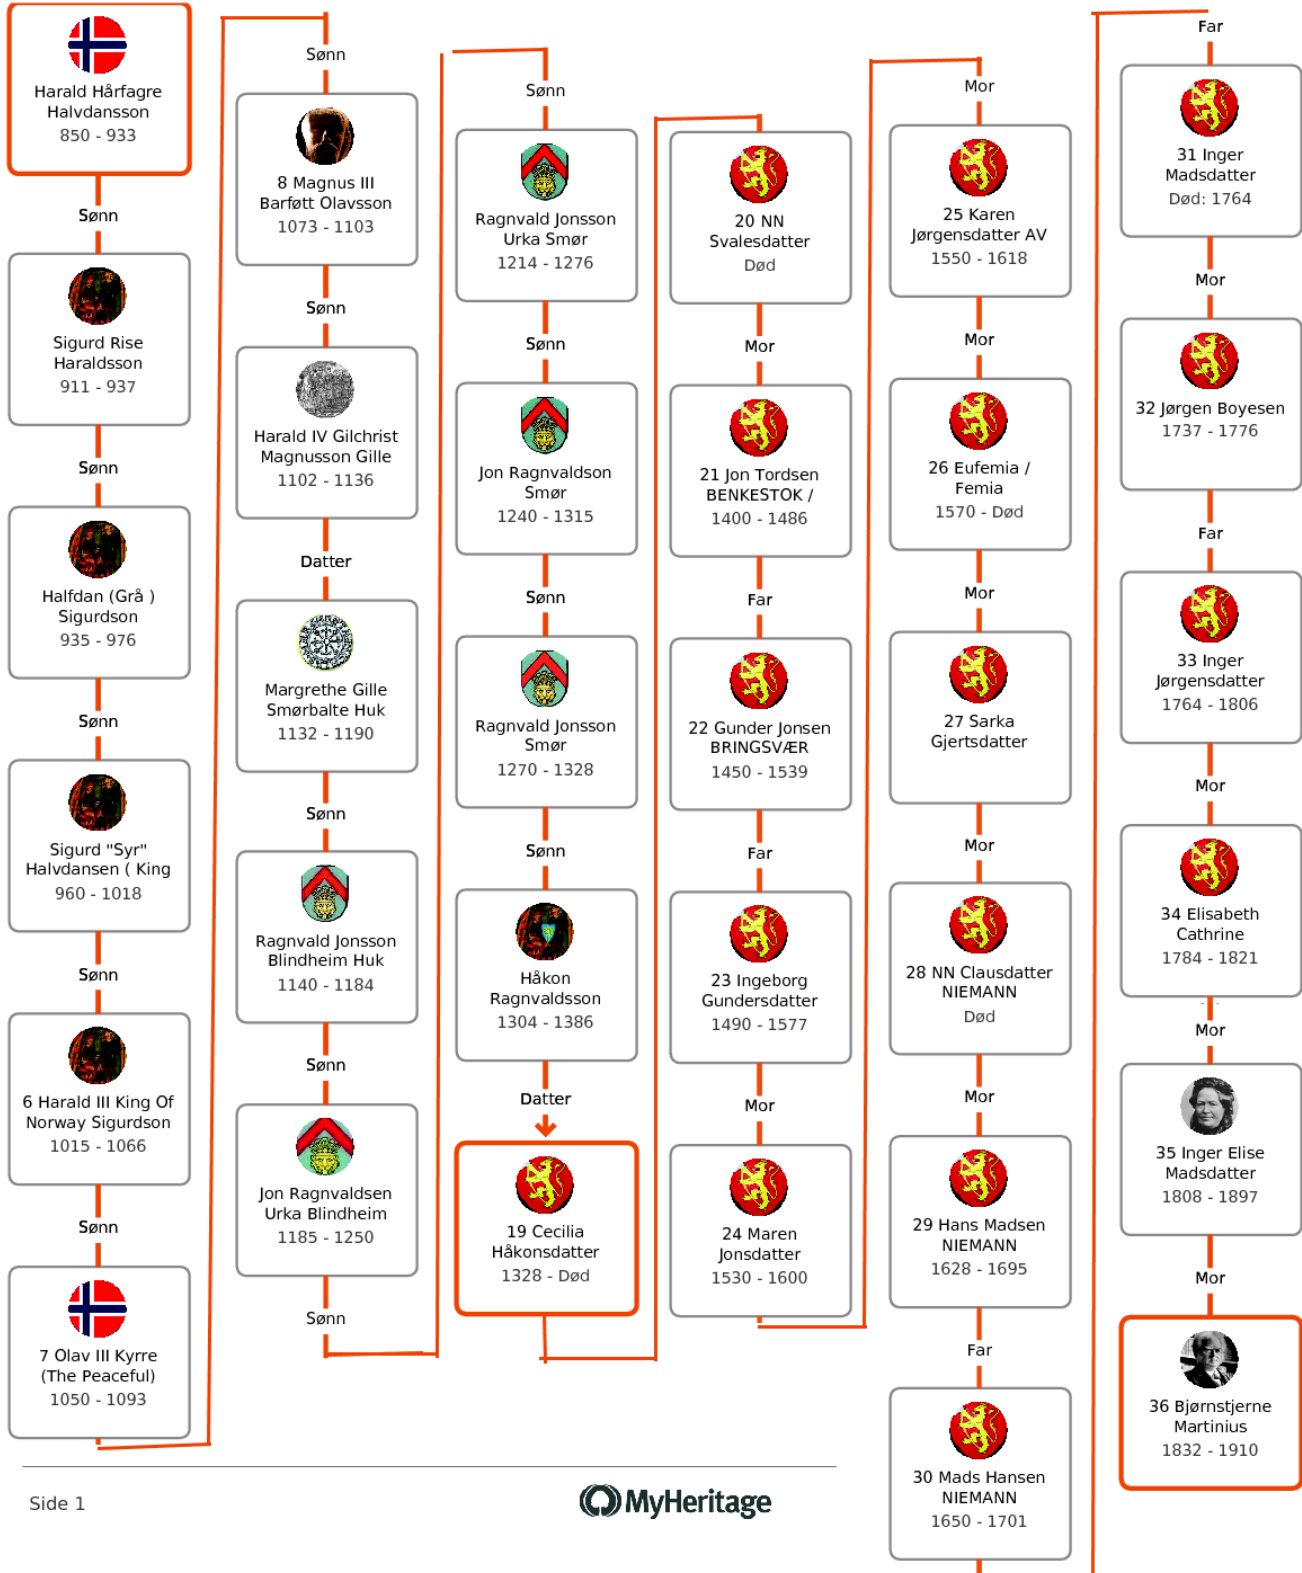 Harald Hårfagre
Halvdansson
850 - 933
Sønn
Sigurd Rise
Haraldsson
911 - 937
Sønn
Halfdan (Grå )
Sigurdson
935 - 976
Sønn
Sigurd "Syr"
Halvdansen ( King
960 - 1018
Sønn
6 Harald III King Of
Norway Sigurdson
1015 - 1066
Sønn
7 Olav III Kyrre
(The Peaceful)
1050 - 1093
Sønn
8 Magnus III
Barføtt Olavsson
1073 - 1103
Sønn
Harald IV Gilchrist
Magnusson Gille
1102 - 1136
Datter
Margrethe Gille
Smørbalte Huk
1132 - 1190
Sønn
Ragnvald Jonsson
Blindheim Huk
1140 - 1184
Sønn
Jon Ragnvaldsen
Urka Blindheim
1185 - 1250
Sønn
Sønn
Ragnvald Jonsson
Urka Smør
1214 - 1276
Sønn
Jon Ragnvaldson
Smør
1240 - 1315
Sønn
Ragnvald Jonsson
Smør
1270 - 1328
Sønn
Håkon
Ragnvaldsson
1304 - 1386
Datter
19 Cecilia
Håkonsdatter
1328 - Død
20 NN
Svalesdatter
Død
Mor
21 Jon Tordsen
BENKESTOK /
1400 - 1486
Far
22 Gunder Jonsen
BRINGSVÆR
1450 - 1539
Far
23 Ingeborg
Gundersdatter
1490 - 1577
Mor
24 Maren
Jonsdatter
1530 - 1600
Mor
25 Karen
Jørgensdatter AV
1550 - 1618
Mor
26 Eufemia /
Femia
1570 - Død
Mor
27 Sarka
Gjertsdatter
Mor
28 NN Clausdatter
NIEMANN
Død
Mor
29 Hans Madsen
NIEMANN
1628 - 1695
Far
30 Mads Hansen
NIEMANN
1650 - 1701
Far
31 Inger
Madsdatter
Død: 1764
Mor
32 Jørgen Boyesen
1737 - 1776
Far
33 Inger
Jørgensdatter
1764 - 1806
Mor
34 Elisabeth
Cathrine
1784 - 1821
Mor
35 Inger Elise
Madsdatter
1808 - 1897
Mor
36 Bjørnstjerne
Martinius
1832 - 1910
Side 1
MyHeritage